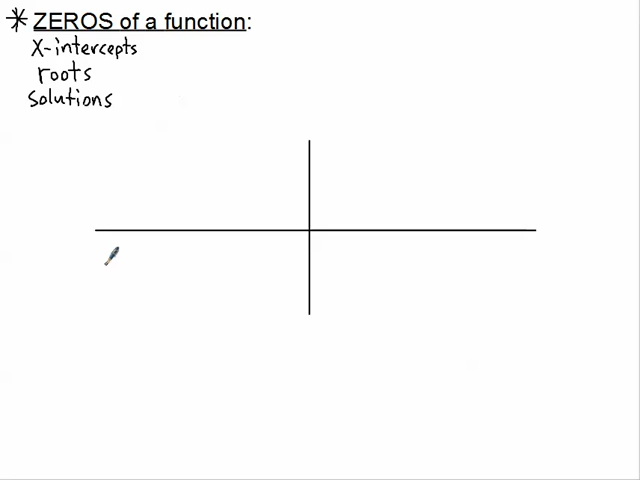 * ZEROS of a function:
X-intercepts
roots
Solutions